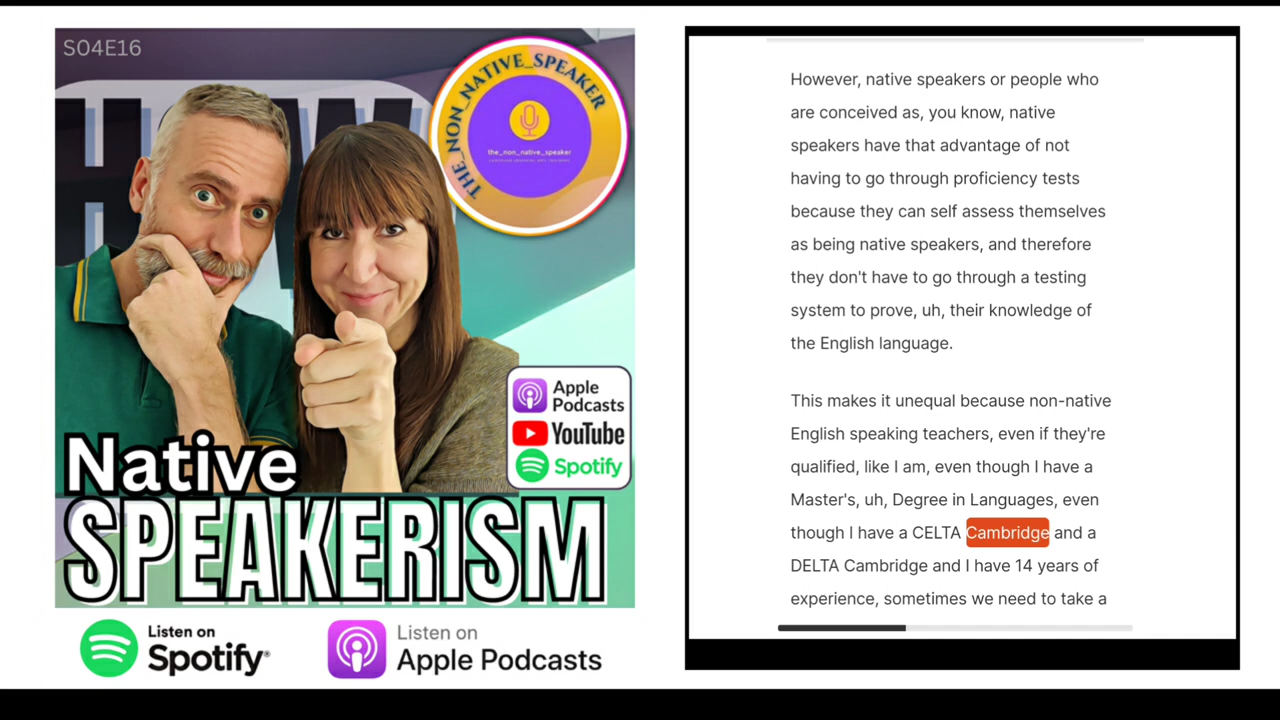 S04E16
HOW
THE_NON_NATIVE_SPEAKER
the_non_native_speaker
Apple
Podcasts
YouTube
Spotify
Native
SPEAKERISM
Listen on
Spotify®
Listen on
Apple Podcasts
However, native speakers or people who
are conceived as, you know, native
speakers have that advantage of not
having to go through proficiency tests
because they can self assess themselves
as being native speakers, and therefore
they don't have to go through a testing
system to prove, uh, their knowledge of
the English language.
This makes it unequal because non-native
English speaking teachers, even if they're
qualified, like I am, even though I have a
Master's, uh, Degree in Languages, even
though I have a CELTA Cambridge and a
DELTA Cambridge and I have 14 years of
experience, sometimes we need to take a